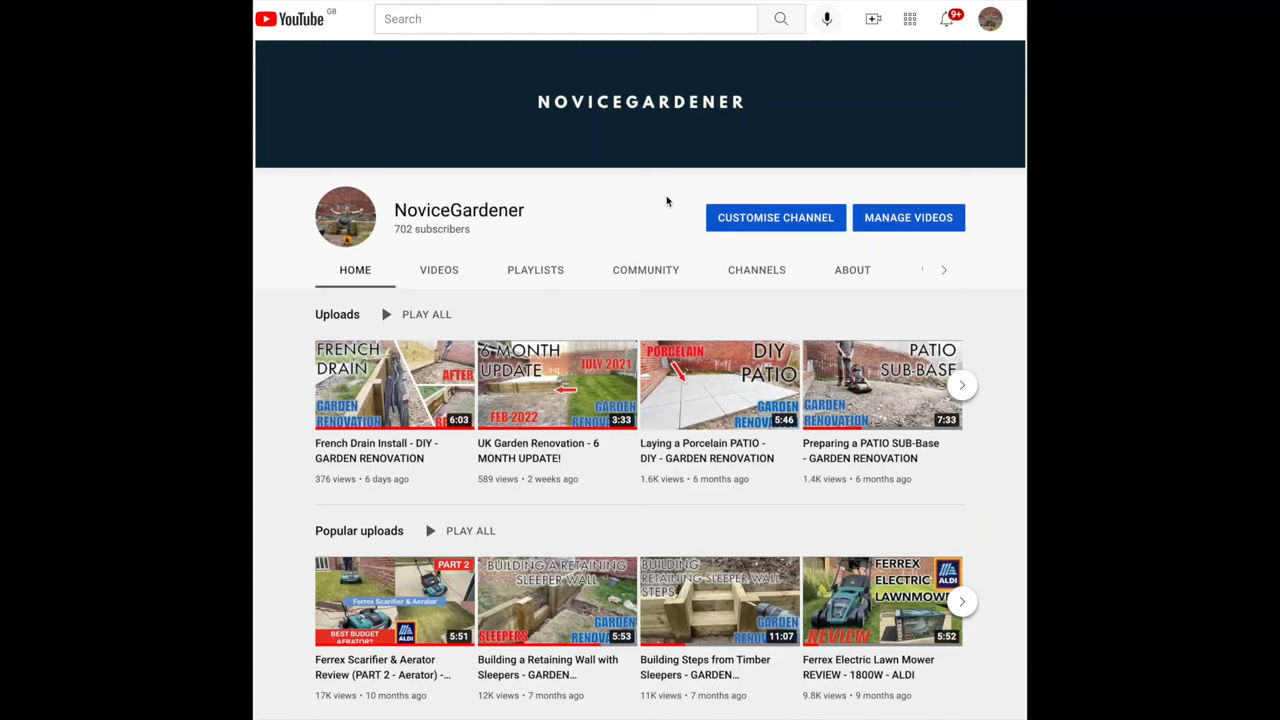 YouTube GB
Search
9+
NOVICEGARDENER
NoviceGardener
702 subscribers
CUSTOMISE CHANNEL
MANAGE VIDEOS
HOME
VIDEOS
PLAYLISTS
COMMUNITY
CHANNELS
ABOUT
Uploads
PLAY ALL
FRENCH
DRAIN
AFTER
GARDEN
RENOVATION
6:03
6 MONTH
UPDATE
JULY 2021
FEB 2022
GARDEN
3:33
PORCELAIN
DIY
PATIO
GARDEN
5:46
PATIO
SUB-BASE
GARDEN
RENOVATION
7:33
French Drain Install - DIY -
GARDEN RENOVATION
376 views • 6 days ago
UK Garden Renovation - 6
MONTH UPDATE!
589 views • 2 weeks ago
Laying a Porcelain PATIO -
DIY - GARDEN RENOVATION
1.6K views • 6 months ago
Preparing a PATIO SUB-Base
- GARDEN RENOVATION
1.4K views • 6 months ago
Popular uploads
PLAY ALL
PART 2
Ferrex Scarifier & Aerator
BEST BUDGET
AERATOR?
ALDI
5:51
BUILDING A RETAINING
SLEEPER WALL
SLEEPERS
GARDEN
5:53
BUILDING
RETAINING SLEEPER WALL
STEPS
GARDEN
11:07
FERREX
ELECTRIC
LAWNMOWER
ALDI
REVIEW
5:52
Ferrex Scarifier & Aerator
Review (PART 2 - Aerator) -...
17K views • 10 months ago
Building a Retaining Wall with
Sleepers - GARDEN...
12K views • 7 months ago
Building Steps from Timber
Sleepers - GARDEN...
11K views • 7 months ago
Ferrex Electric Lawn Mower
REVIEW - 1800W - ALDI
9.8K views • 9 months ago